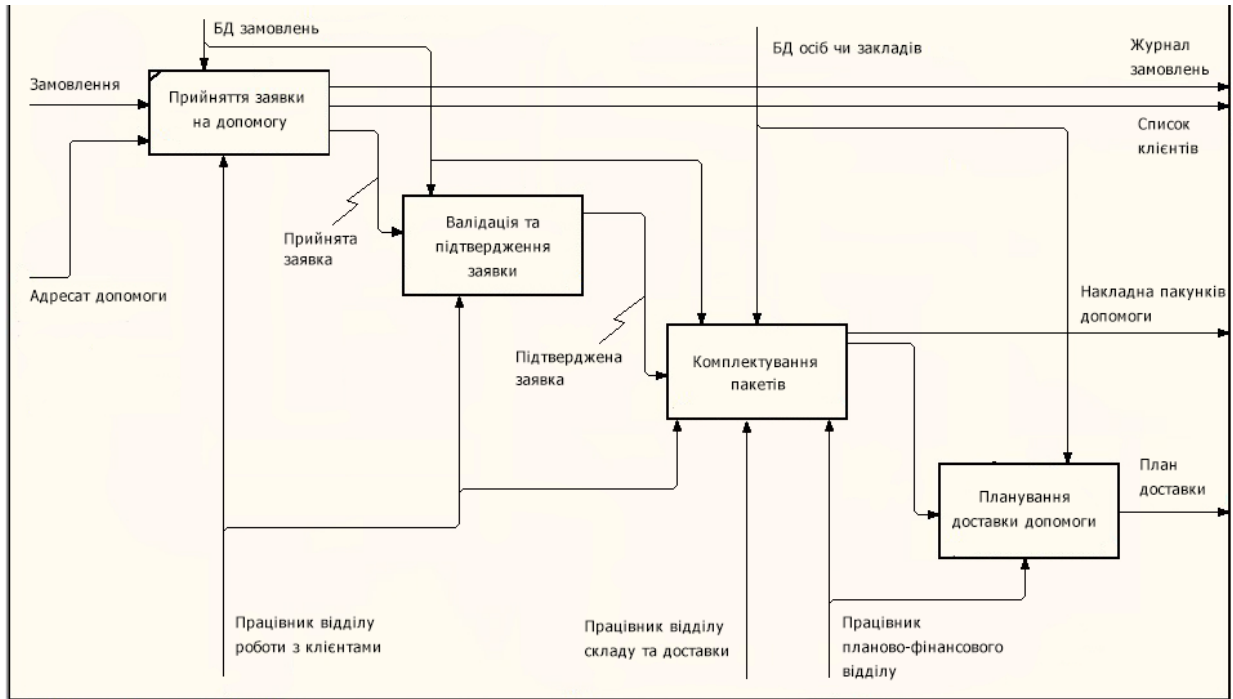 БД замовлень
БД осіб чи закладів
Журнал
замовлень
Замовлення
Прийняття заявки
на допомогу
Список
клієнтів
Валідація та
підтвердження
заявки
Прийнята
заявка
Адресат допомоги
Накладна пакунків
допомоги
Підтверджена
заявка
Комплектування
пакетів
План
доставки
Планування
доставки допомоги
Працівник відділу
роботи з клієнтами
Працівник відділу
складу та доставки
Працівник
планово-фінансового
відділу